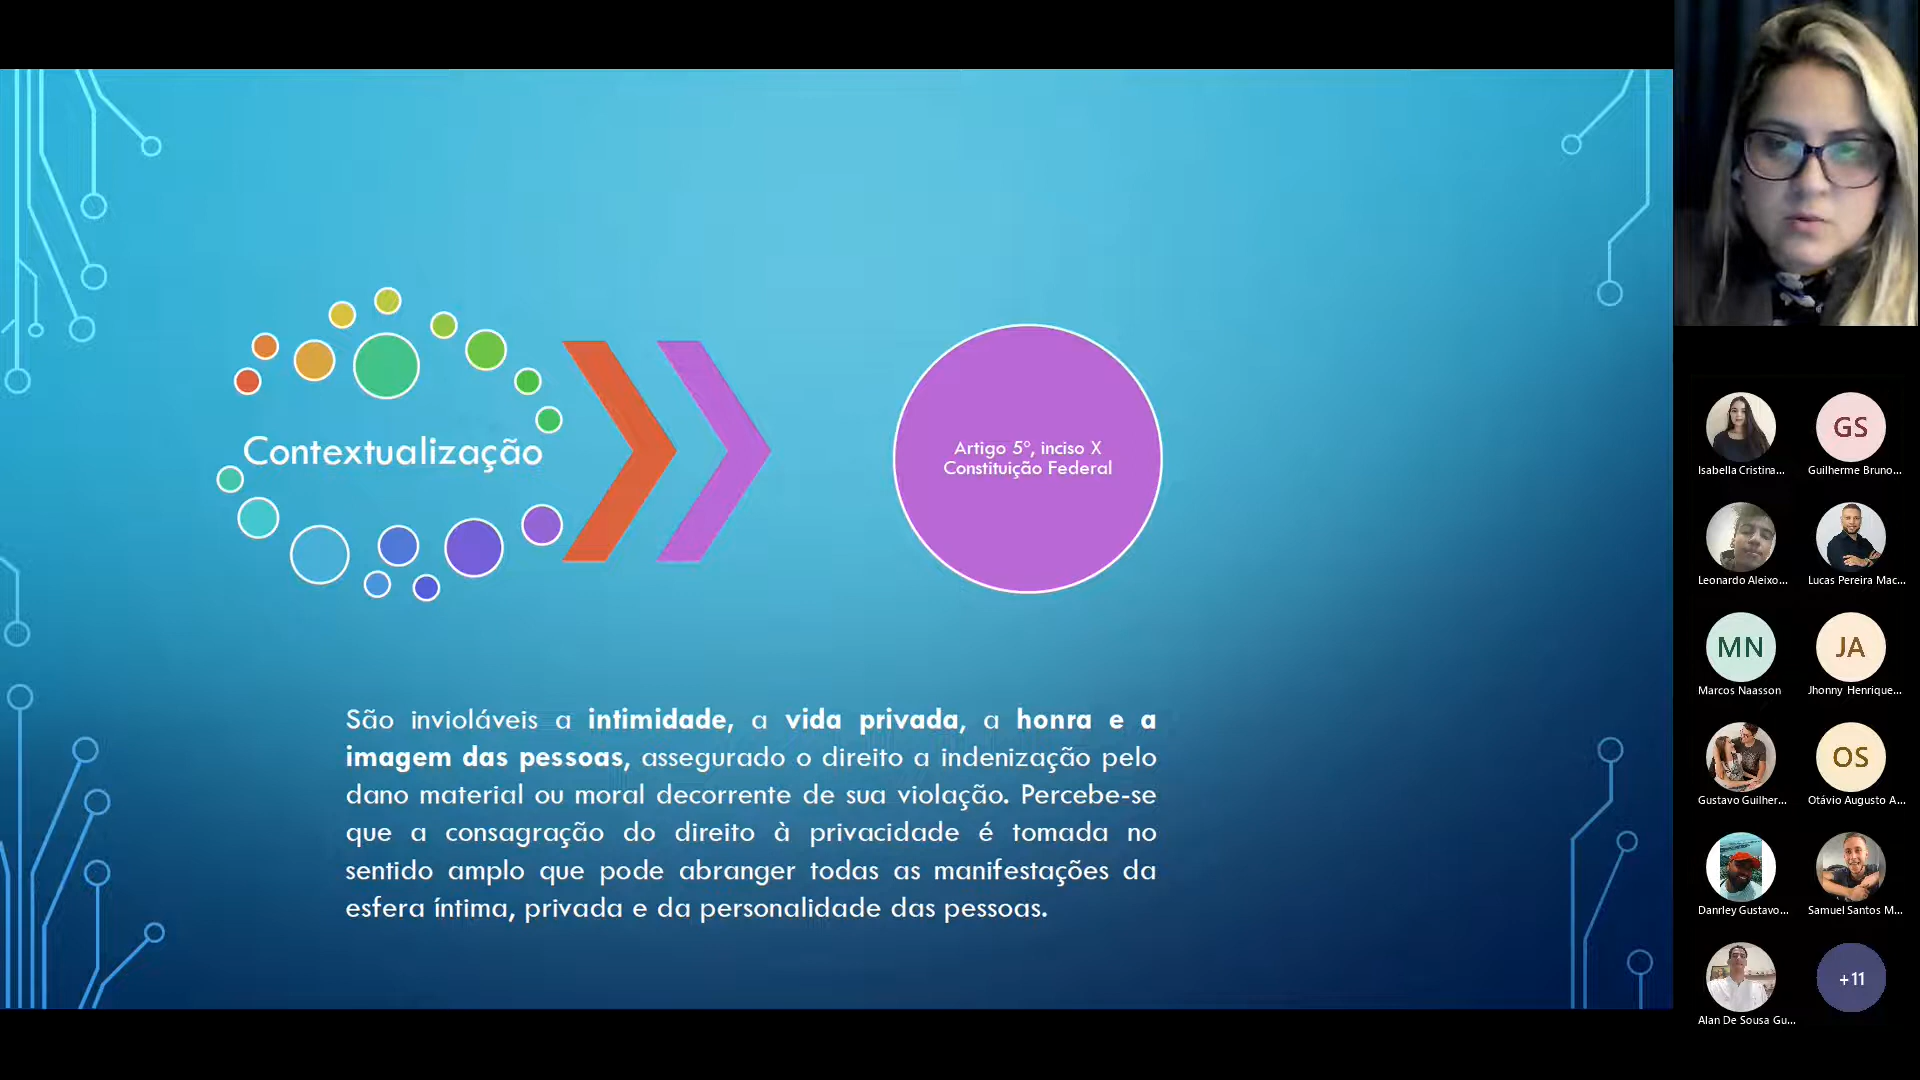 Contextualização
Artigo 5º, inciso X
Constituição Federal
São invioláveis a intimidade, a vida privada, a honra e a
imagem das pessoas, assegurado o direito a indenização pelo
dano material ou moral decorrente de sua violação. Percebe-se
que a consagração do direito à privacidade é tomada no
sentido amplo que pode abranger todas as manifestações da
esfera íntima, privada e da personalidade das pessoas.
GS
Isabella Cristina...
Guilherme Bruno...
Leonardo Aleixo...
Lucas Pereira Mac...
MN
JA
Marcos Naasson
Jhonny Henrique...
OS
Gustavo Guilher...
Otávio Augusto A...
Danrley Gustavo...
Samuel Santos M...
+11
Alan De Sousa Gu...